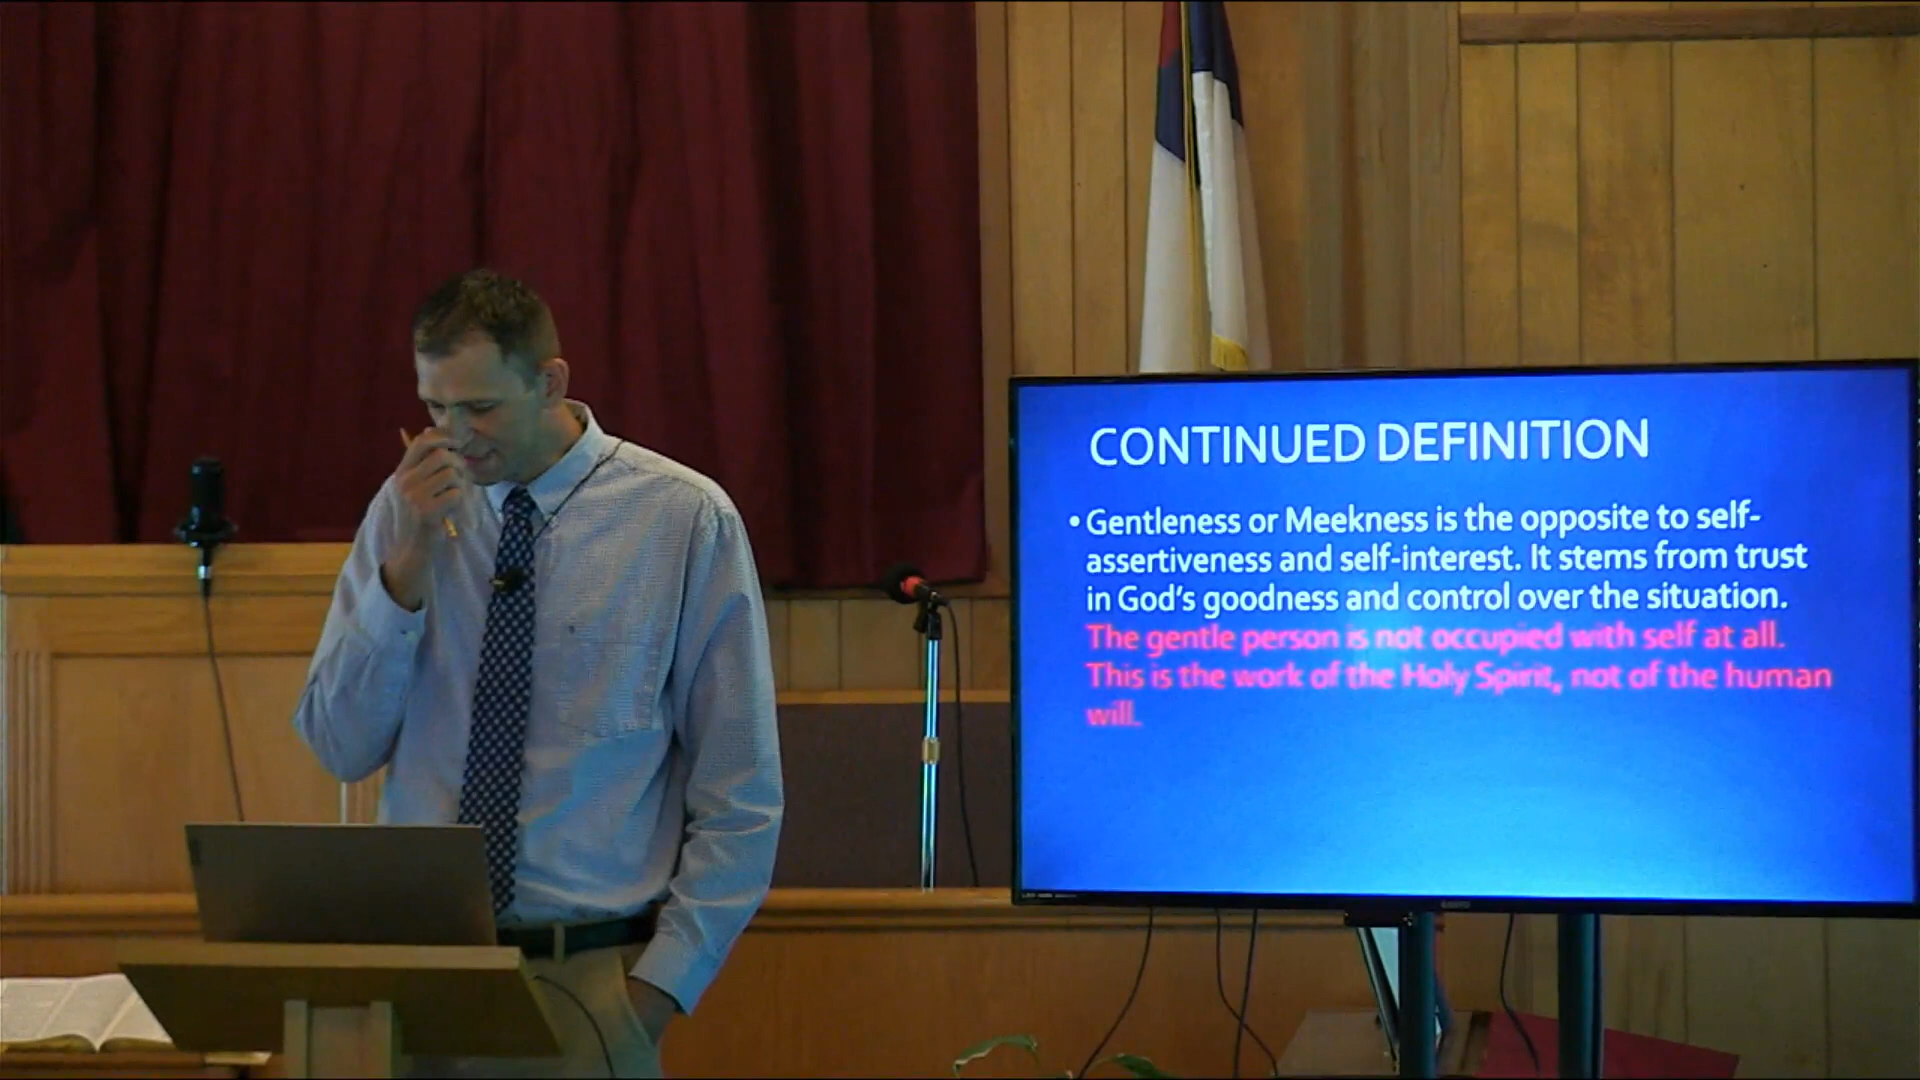 CONTINUED DEFINITION
• Gentleness or Meekness is the opposite to self-
assertiveness and self-interest. It stems from trust
in God's goodness and control over the situation.
The gentle person is not occupied with self at all.
This is the work of the Holy Spirit, not of the human
will.